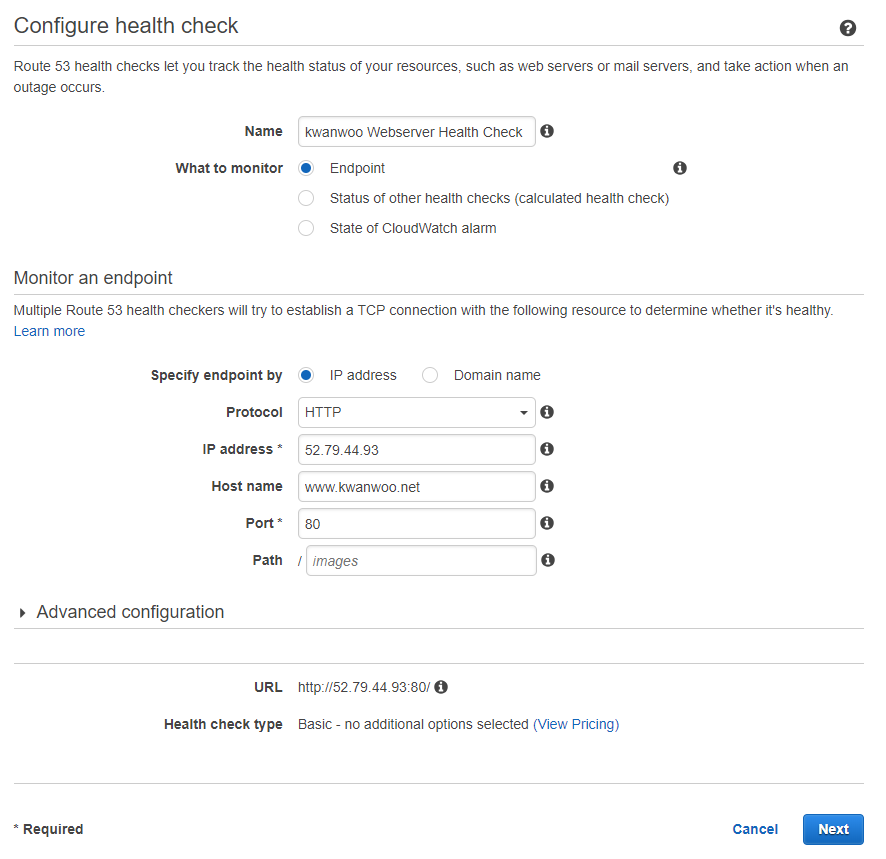 Configure health check
Route 53 health checks let you track the health status of your resources, such as web servers or mail servers, and take action when an
outage occurs.
Name kwanwoo Webserver Health Check
What to monitor Endpoint
Status of other health checks (calculated health check)
State of CloudWatch alarm
Monitor an endpoint
Multiple Route 53 health checkers will try to establish a TCP connection with the following resource to determine whether it's healthy.
Learn more
Specify endpoint by IP address Domain name
Protocol HTTP
IP address * 52.79.44.93
Host name www.kwanwoo.net
Port * 80
Path / images
Advanced configuration
URL http://52.79.44.93:80/
Health check type Basic - no additional options selected (View Pricing)
* Required Cancel Next